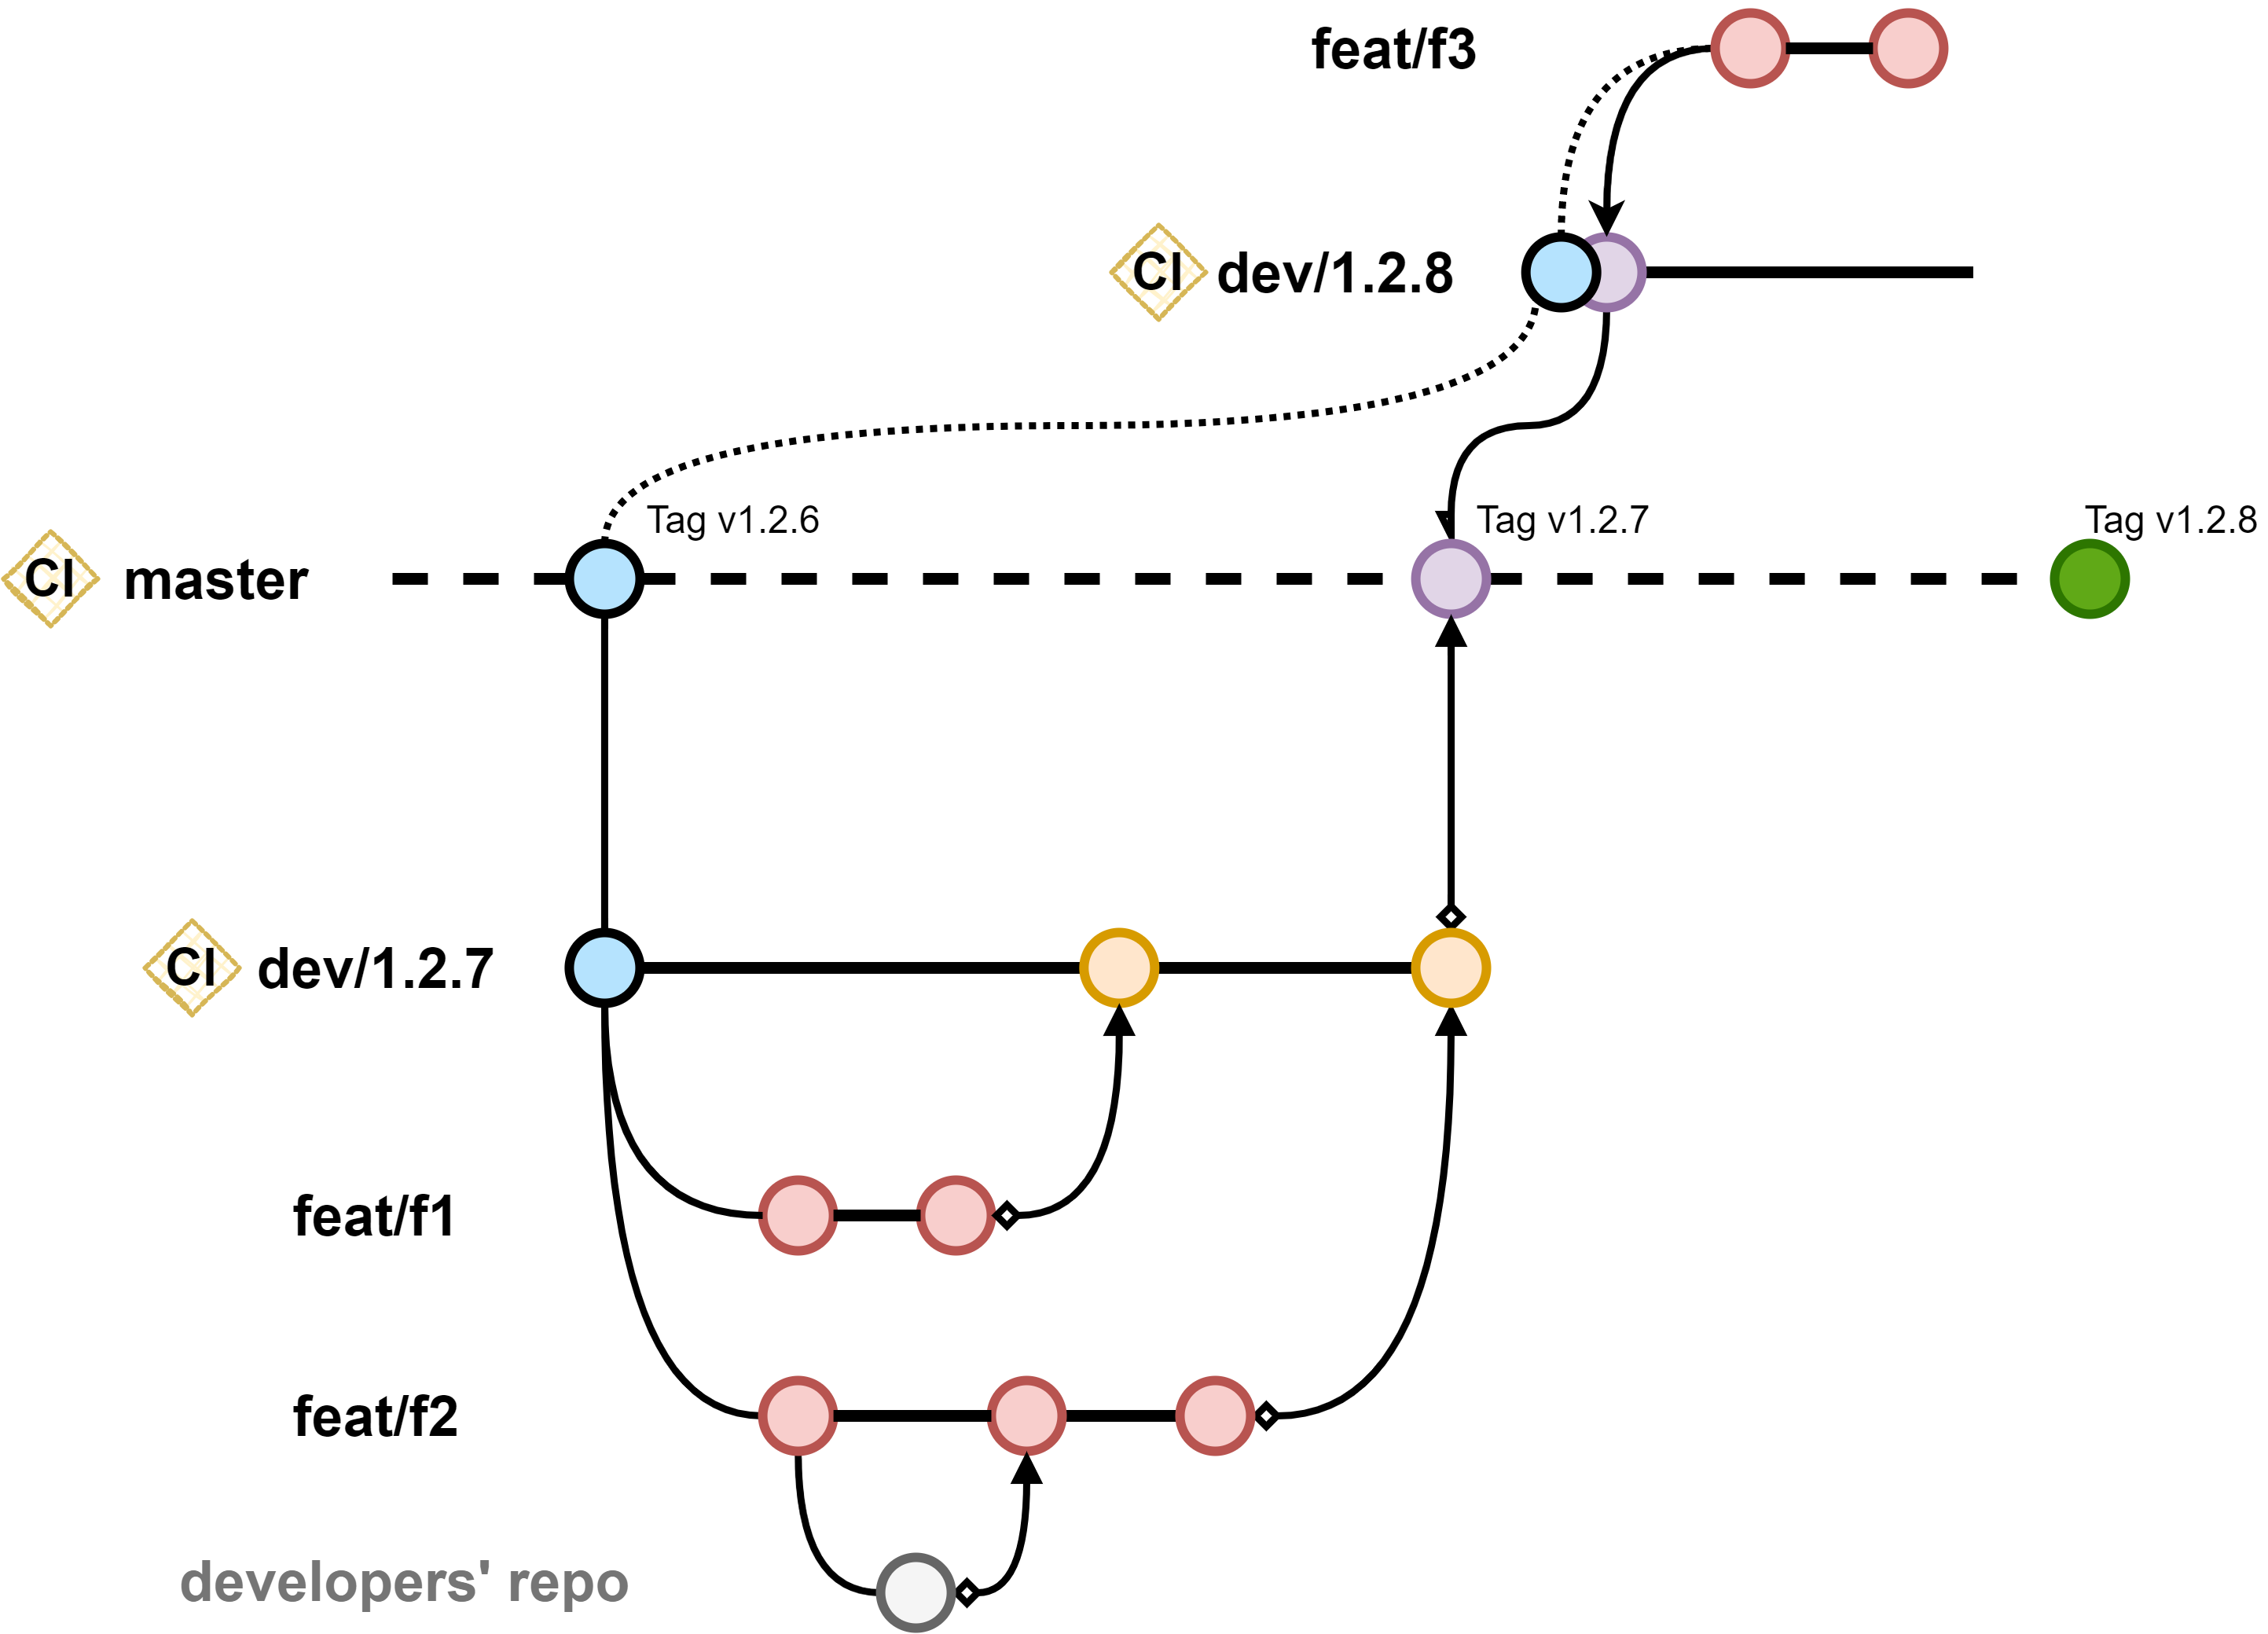 feat/f3
CI dev/1.2.8
Tag v1.2.6
Tag v1.2.7
Tag v1.2.8
CI master
CI dev/1.2.7
feat/f1
feat/f2
developers' repo